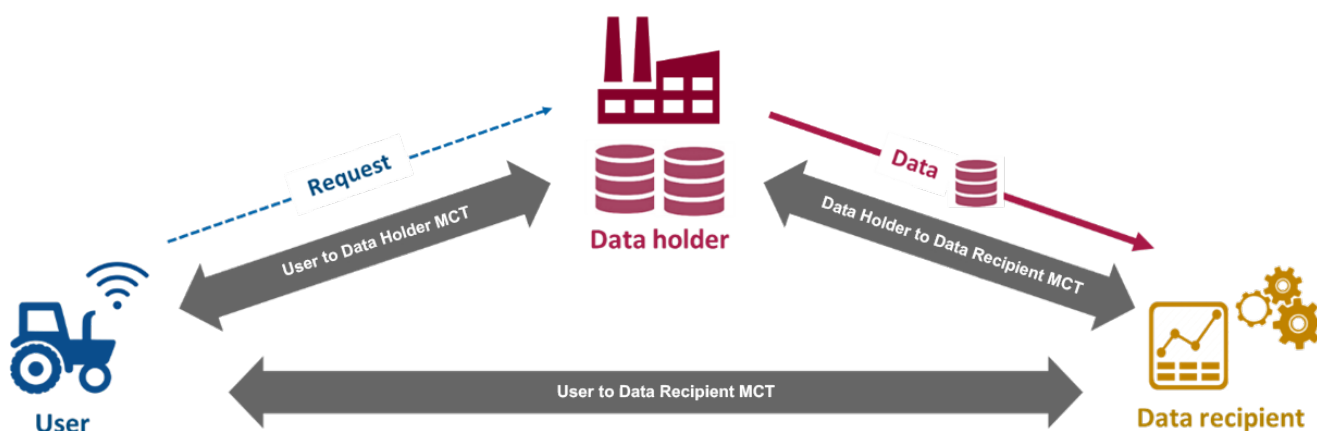 Request
Data
User to Data Holder MCT
Data holder
Data Holder to Data Recipient MCT
User to Data Recipient MCT
User
Data recipient